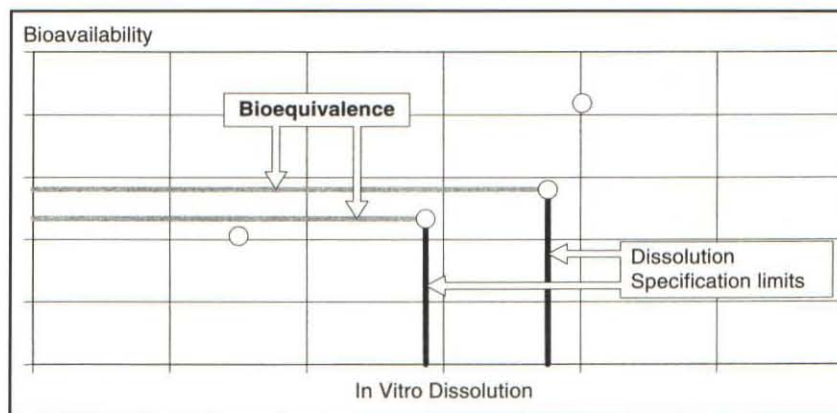 Bioavailability
Bioequivalence
Dissolution
Specification limits
In Vitro Dissolution